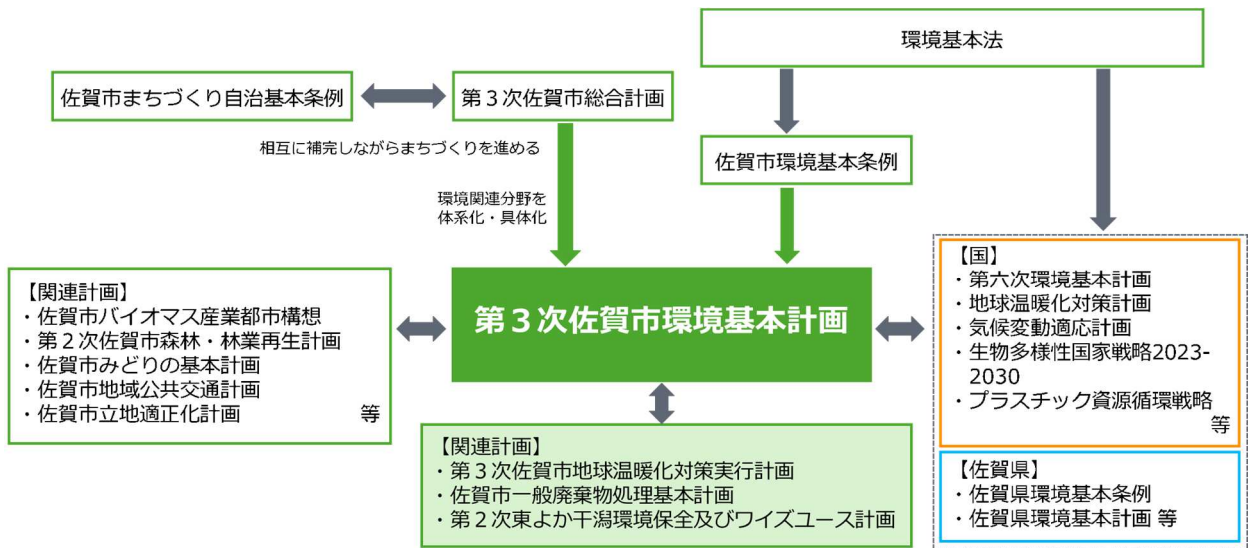 環境基本法
佐賀市まちづくり自治基本条例
第３次佐賀市総合計画
相互に補完しながらまちづくりを進める
佐賀市環境基本条例
環境関連分野を
体系化・具体化
【関連計画】
・佐賀市バイオマス産業都市構想
・第２次佐賀市森林・林業再生計画
・佐賀市みどりの基本計画
・佐賀市地域公共交通計画
・佐賀市立地適正化計画 等
第３次佐賀市環境基本計画
【国】
・第六次環境基本計画
・地球温暖化対策計画
・気候変動適応計画
・生物多様性国家戦略2023-
2030
・プラスチック資源循環戦略
等
【関連計画】
・第３次佐賀市地球温暖化対策実行計画
・佐賀市一般廃棄物処理基本計画
・第２次東よか干潟環境保全及びワイズユース計画
【佐賀県】
・佐賀県環境基本条例
・佐賀県環境基本計画 等